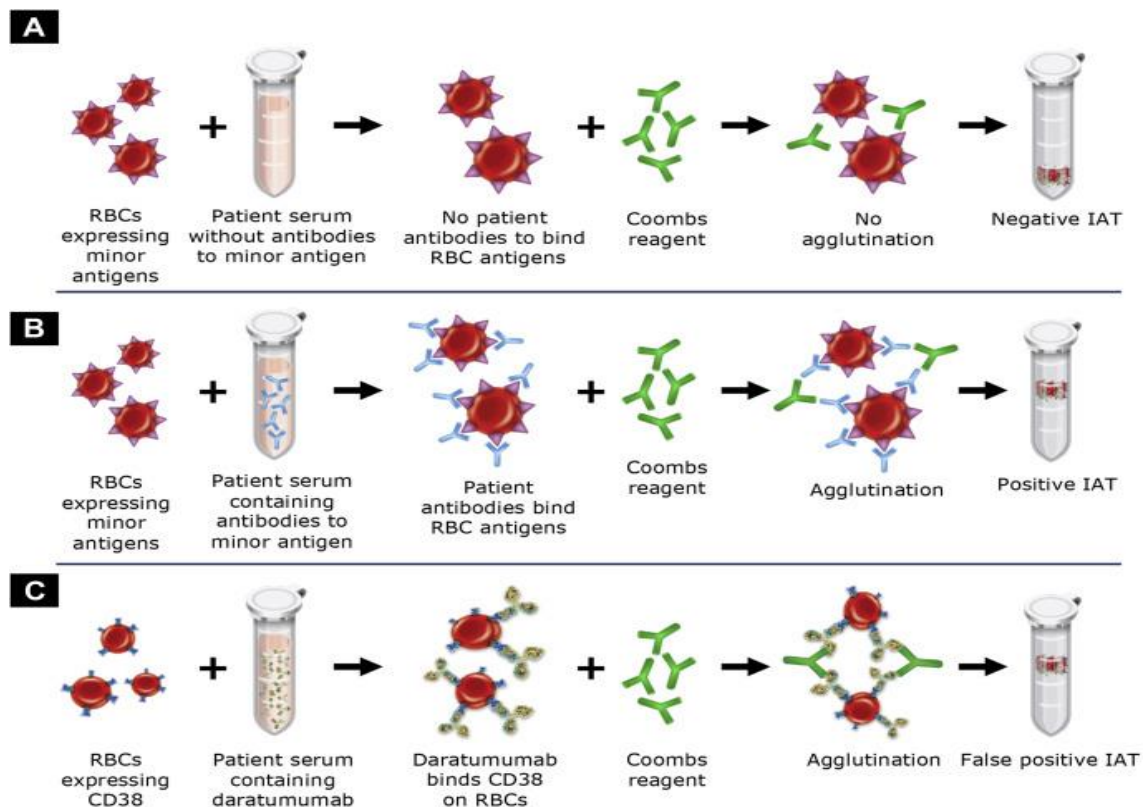 A
RBCs
expressing
minor
antigens
Patient serum
without antibodies
to minor antigen
No patient
antibodies to bind
RBC antigens
Coombs
reagent
No
agglutination
Negative IAT
B
RBCs
expressing
minor
antigens
Patient serum
containing
antibodies to
minor antigen
Patient
antibodies bind
RBC antigens
Coombs
reagent
Agglutination
Positive IAT
C
RBCs
expressing
CD38
Patient serum
containing
daratumumab
Daratumumab
binds CD38
on RBCs
Coombs
reagent
Agglutination
False positive IAT